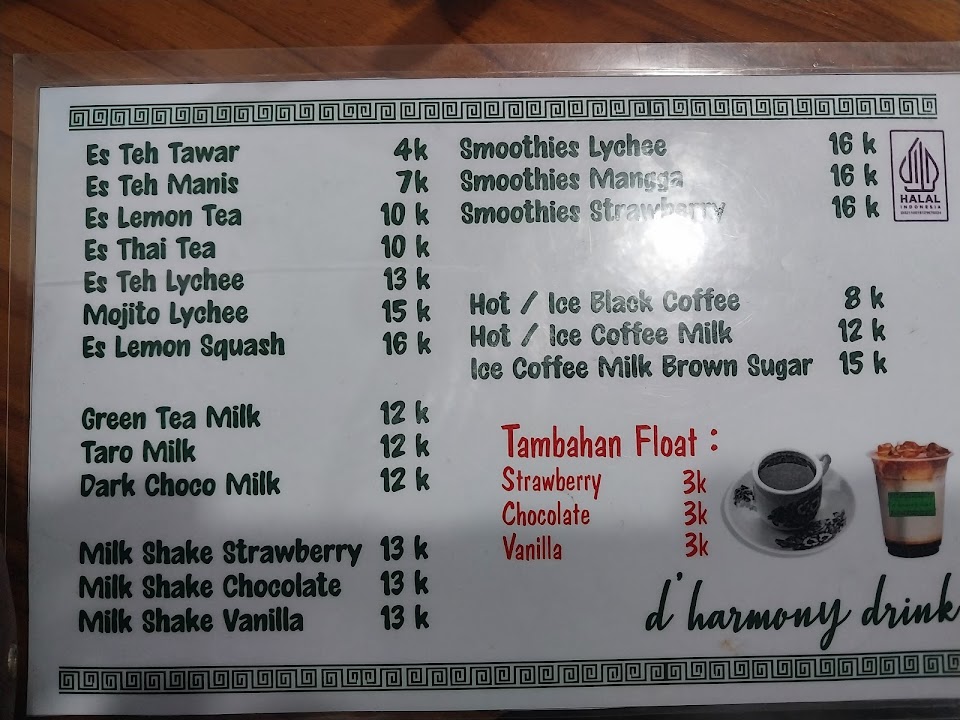 Es Teh Tawar 4k
Es Teh Manis 7k
Es Lemon Tea 10 k
Es Thai Tea 10 k
Es Teh Lychee 13 k
Mojito Lychee 15 k
Es Lemon Squash 16 k
Green Tea Milk 12 k
Taro Milk 12 k
Dark Choco Milk 12 k
Milk Shake Strawberry 13 k
Milk Shake Chocolate 13 k
Milk Shake Vanilla 13 k
Smoothies Lychee 16 k
Smoothies Mangga 16 k
Smoothies Strawberry 16 k
HALAL
INDONESIA
Hot / Ice Black Coffee 8 k
Hot / Ice Coffee Milk 12 k
Ice Coffee Milk Brown Sugar 15 k
Tambahan Float :
Strawberry 3k
Chocolate 3k
Vanilla 3k
d'harmony drink